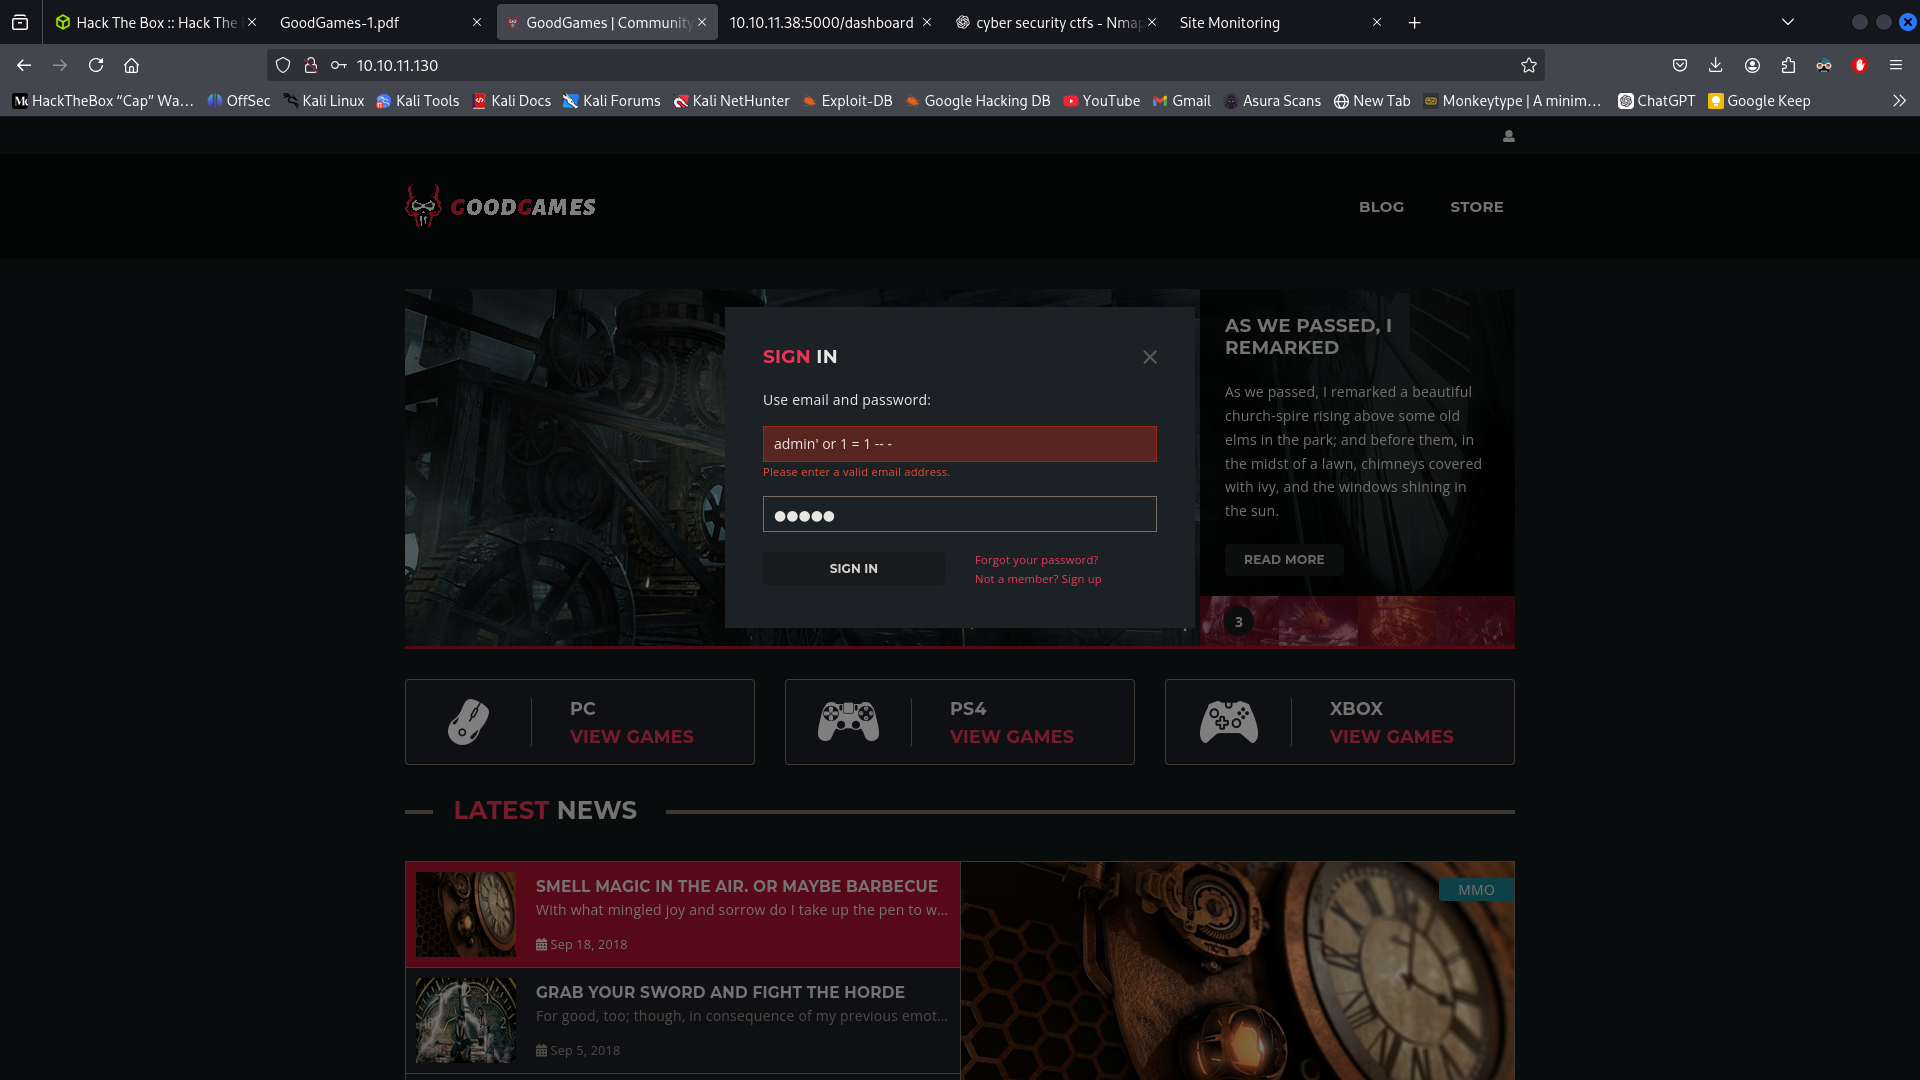 Hack The Box :: Hack The
GoodGames-1.pdf
GoodGames | Community
10.10.11.38:5000/dashboard
cyber security ctfs - Nmap
Site Monitoring
10.10.11.130
HackTheBox “Cap” Wa…
OffSec
Kali Linux
Kali Tools
Kali Docs
Kali Forums
Kali NetHunter
Exploit-DB
Google Hacking DB
YouTube
Gmail
Asura Scans
New Tab
Monkeytype | A minim…
ChatGPT
Google Keep
GOODGAMES
BLOG
STORE
SIGN IN
Use email and password:
admin' or 1 = 1 -- -
Please enter a valid email address.
SIGN IN
Forgot your password?
Not a member? Sign up
AS WE PASSED, I
REMARKED
As we passed, I remarked a beautiful
church-spire rising above some old
elms in the park; and before them, in
the midst of a lawn, chimneys covered
with ivy, and the windows shining in
the sun.
READ MORE
3
PC
VIEW GAMES
PS4
VIEW GAMES
XBOX
VIEW GAMES
LATEST NEWS
SMELL MAGIC IN THE AIR. OR MAYBE BARBECUE
With what mingled joy and sorrow do I take up the pen to w...
Sep 18, 2018
GRAB YOUR SWORD AND FIGHT THE HORDE
For good, too; though, in consequence of my previous emot...
Sep 5, 2018
MMO